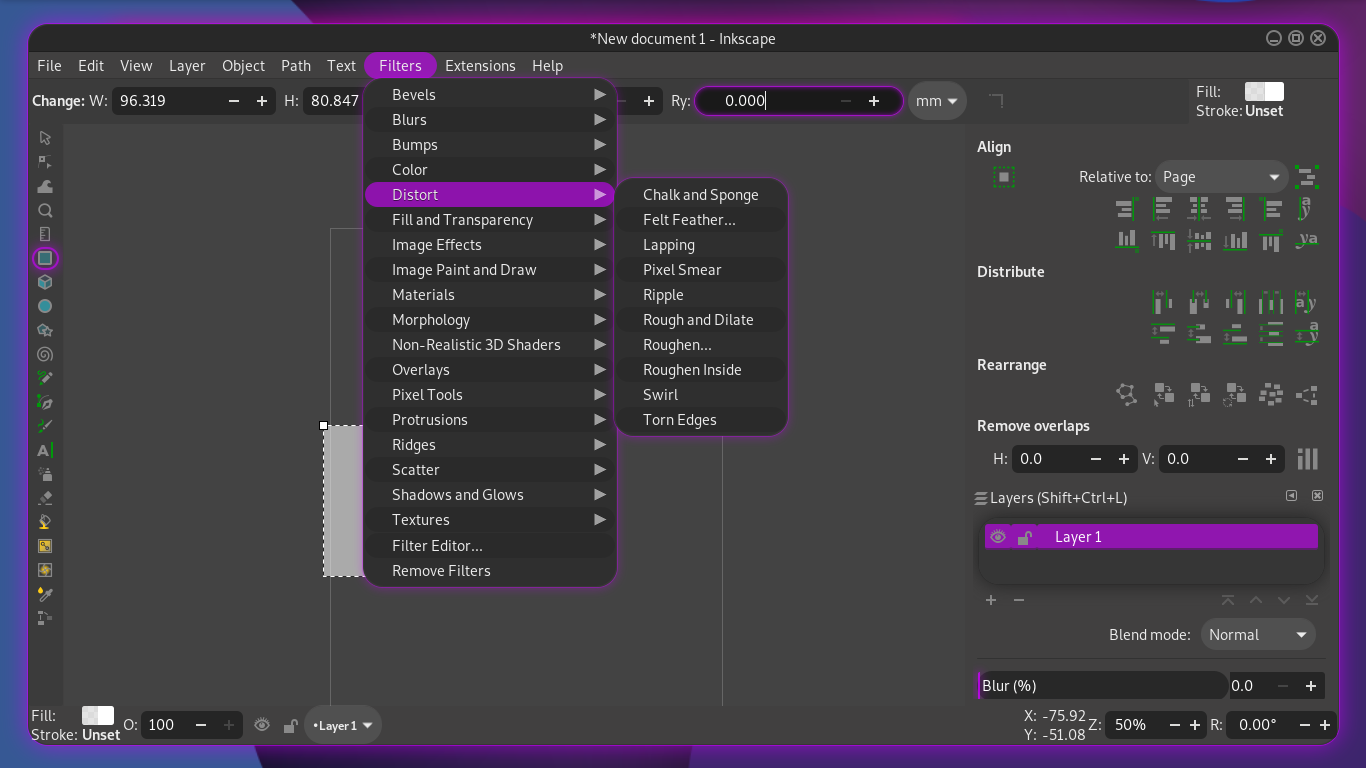 *New document 1 - Inkscape
File Edit View Layer Object Path Text Filters Extensions Help
Change: W: 96.319 H: 80.847 Ry: 0.000 mm
Fill:
Stroke: Unset
Bevels
Blurs
Bumps
Color
Distort
Fill and Transparency
Image Effects
Image Paint and Draw
Materials
Morphology
Non-Realistic 3D Shaders
Overlays
Pixel Tools
Protrusions
Ridges
Scatter
Shadows and Glows
Textures
Filter Editor...
Remove Filters
Chalk and Sponge
Felt Feather...
Lapping
Pixel Smear
Ripple
Rough and Dilate
Roughen...
Roughen Inside
Swirl
Torn Edges
Align
Relative to: Page
Distribute
Rearrange
Remove overlaps
H: 0.0 V: 0.0
Layers (Shift+Ctrl+L)
Layer 1
Blend mode: Normal
Blur (%) 0.0
Fill:
Stroke: Unset
O: 100
•Layer 1
X: -75.92
Y: -51.08
Z: 50%
R: 0.00°